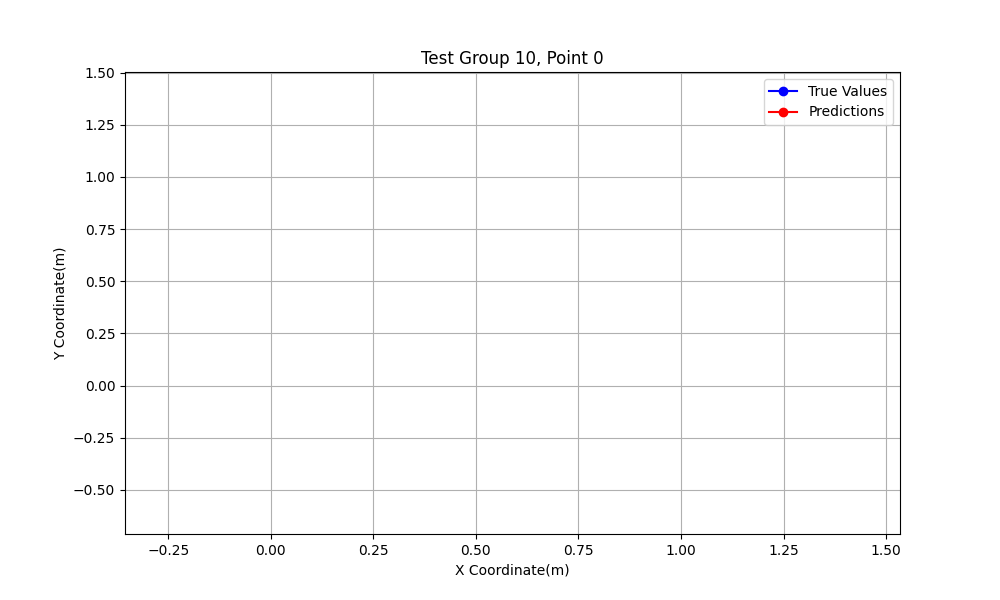 Test Group 10, Point 0
True Values
Predictions
1.50
1.25
1.00
0.75
0.50
0.25
0.00
−0.25
−0.50
Y Coordinate(m)
−0.25 0.00 0.25 0.50 0.75 1.00 1.25 1.50
X Coordinate(m)